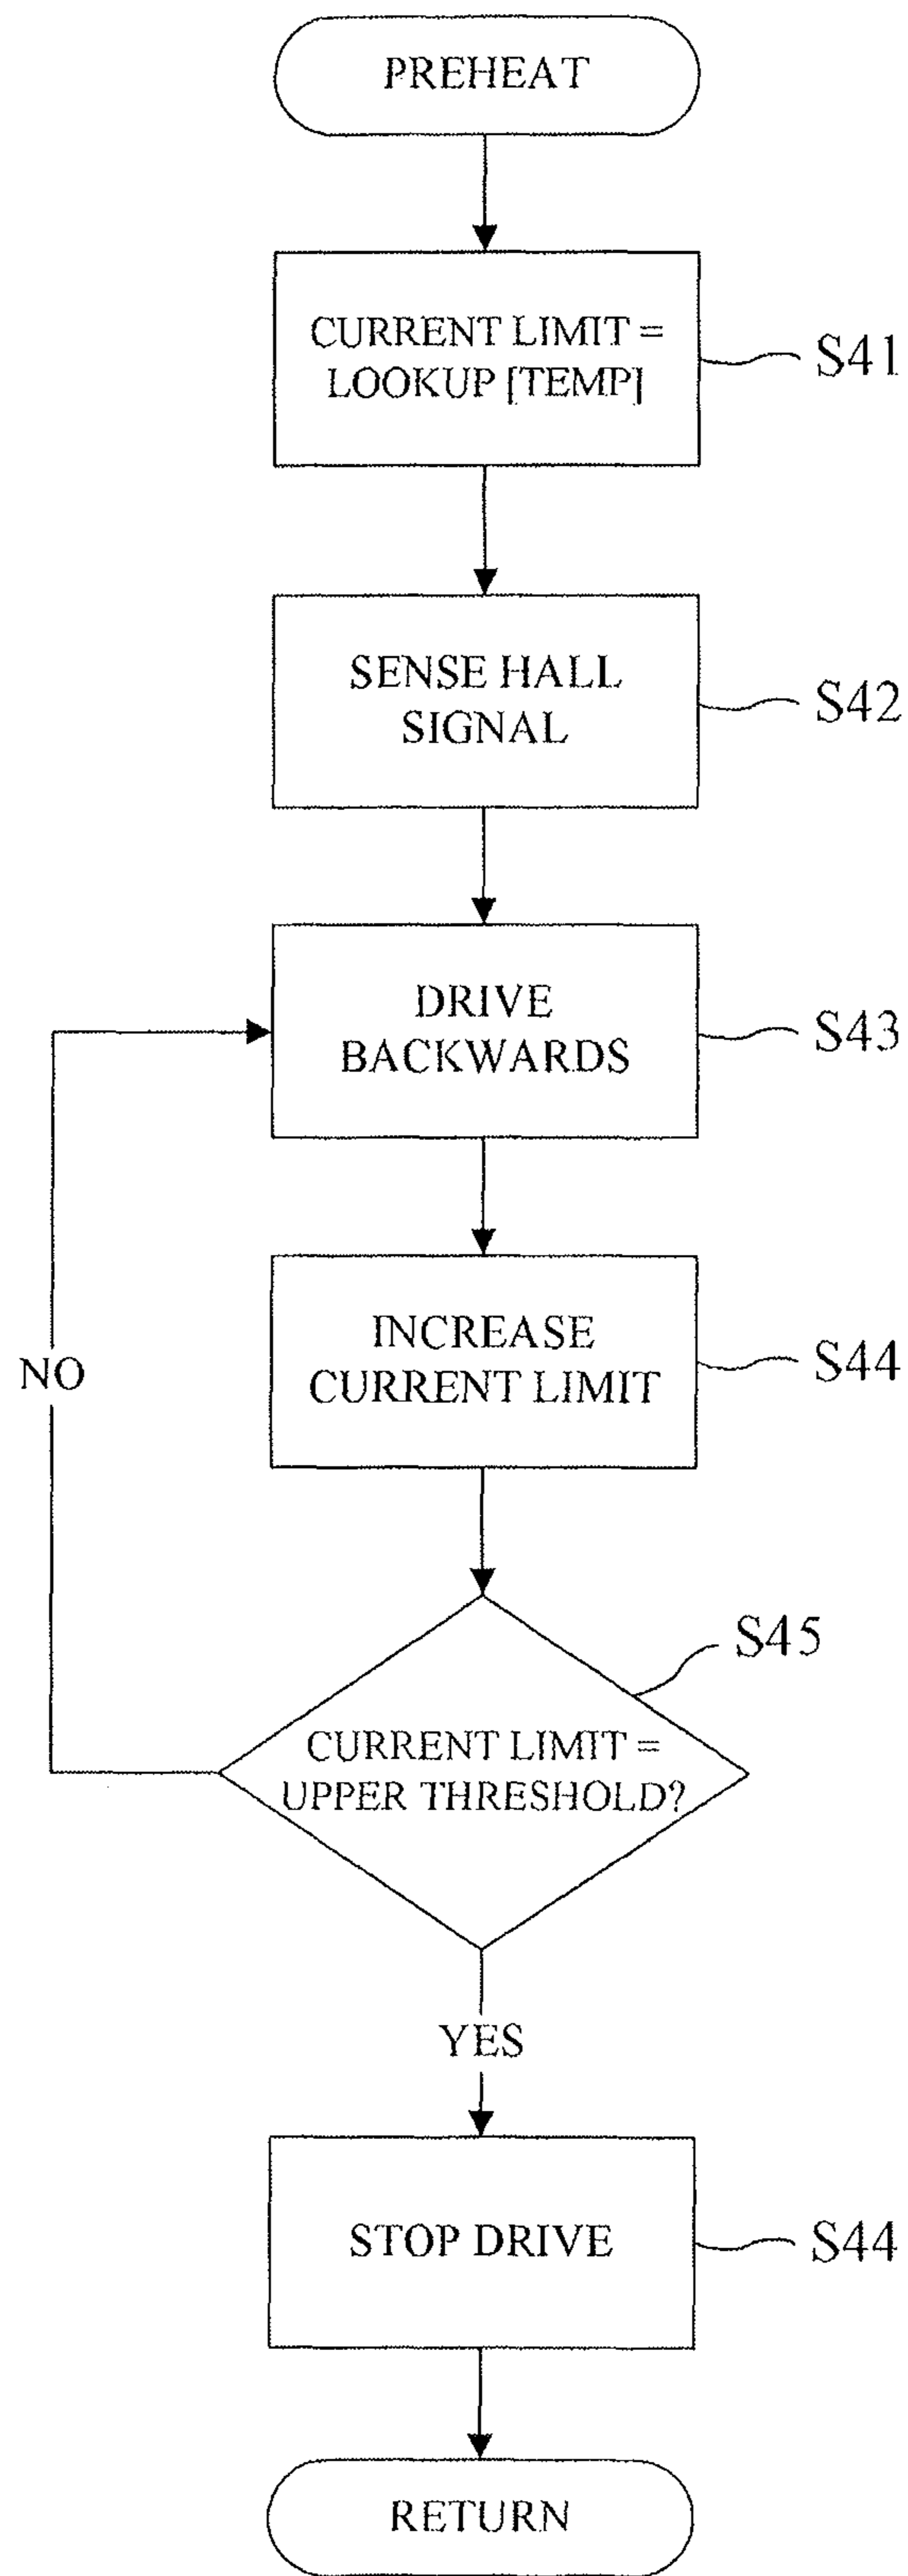 PREHEAT
CURRENT LIMIT =
LOOKUP [TEMP]
S41
SENSE HALL
SIGNAL
S42
DRIVE
BACKWARDS
S43
INCREASE
CURRENT LIMIT
S44
NO
S45
CURRENT LIMIT =
UPPER THRESHOLD?
YES
STOP DRIVE
S44
RETURN